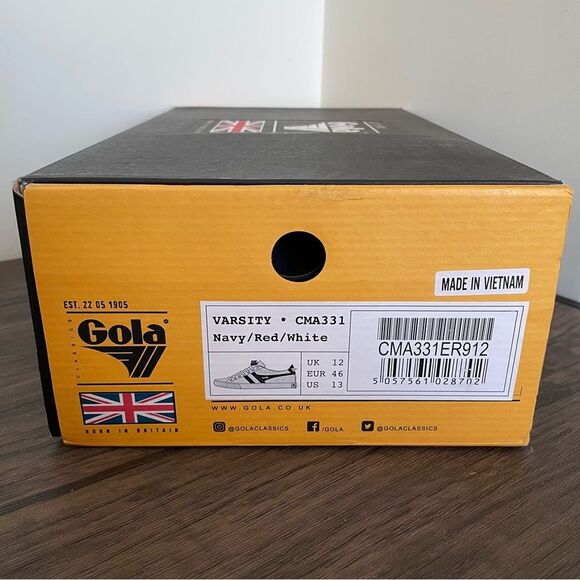 Gola
MADE IN VIETNAM
EST. 22 05 1905
CLASSICS
Gola
BORN IN BRITAIN
VARSITY • CMA331
Navy/Red/White
UK 12
EUR 46
US 13
CMA331ER912
5 057561 028702
WWW.GOLA.CO.UK
@GOLACLASSICS
/GOLA
@GOLACLASSICS